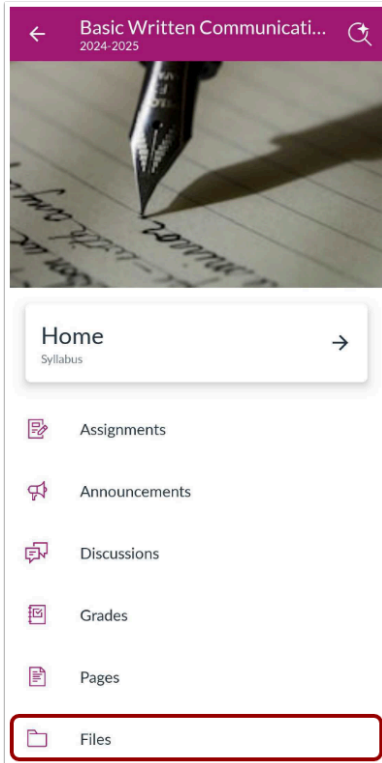 Basic Written Communicati...
2024-2025
Home
Syllabus
Assignments
Announcements
Discussions
Grades
Pages
Files